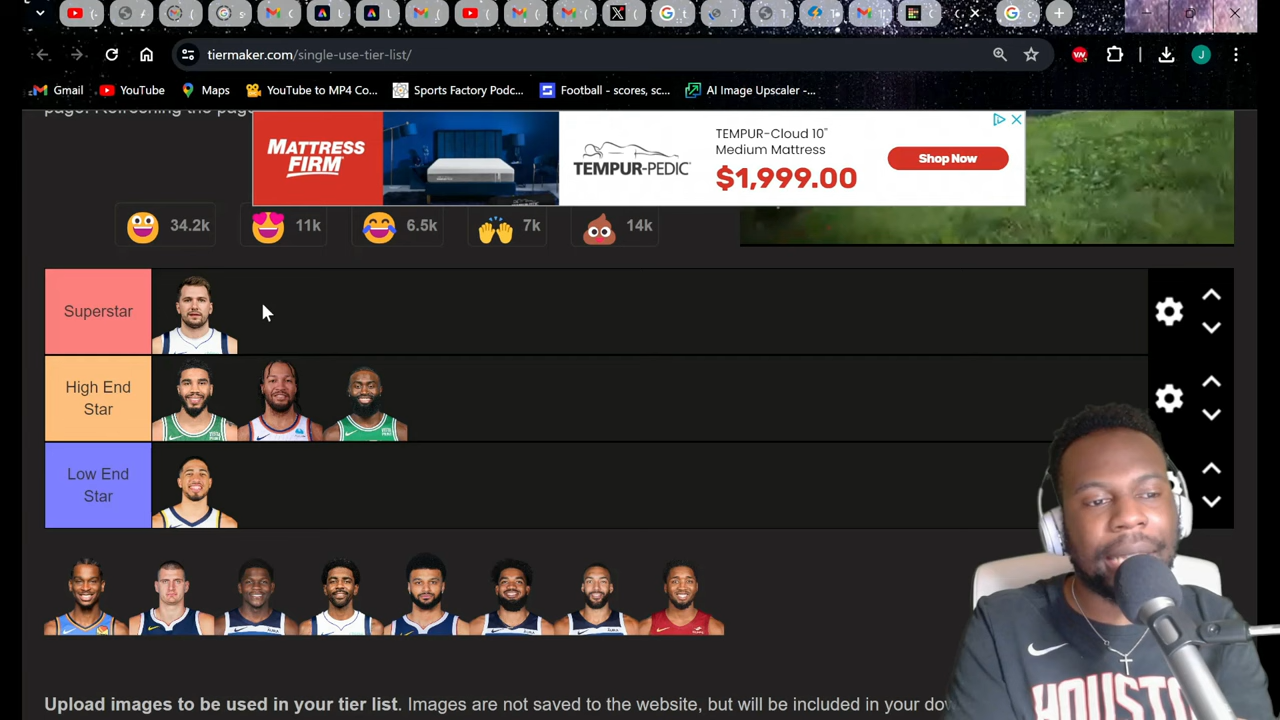 tiermaker.com/single-use-tier-list/
Gmail
YouTube
Maps
YouTube to MP4 Co...
Sports Factory Podc...
Football - scores, sc...
AI Image Upscaler -...
J
MATTRESS
FIRM
TEMPUR-PEDIC
TEMPUR-Cloud 10"
Medium Mattress
$1,999.00
Shop Now
34.2k
11k
6.5k
7k
14k
Superstar
High End
Star
Low End
Star
Upload images to be used in your tier list. Images are not saved to the website, but will be included in your